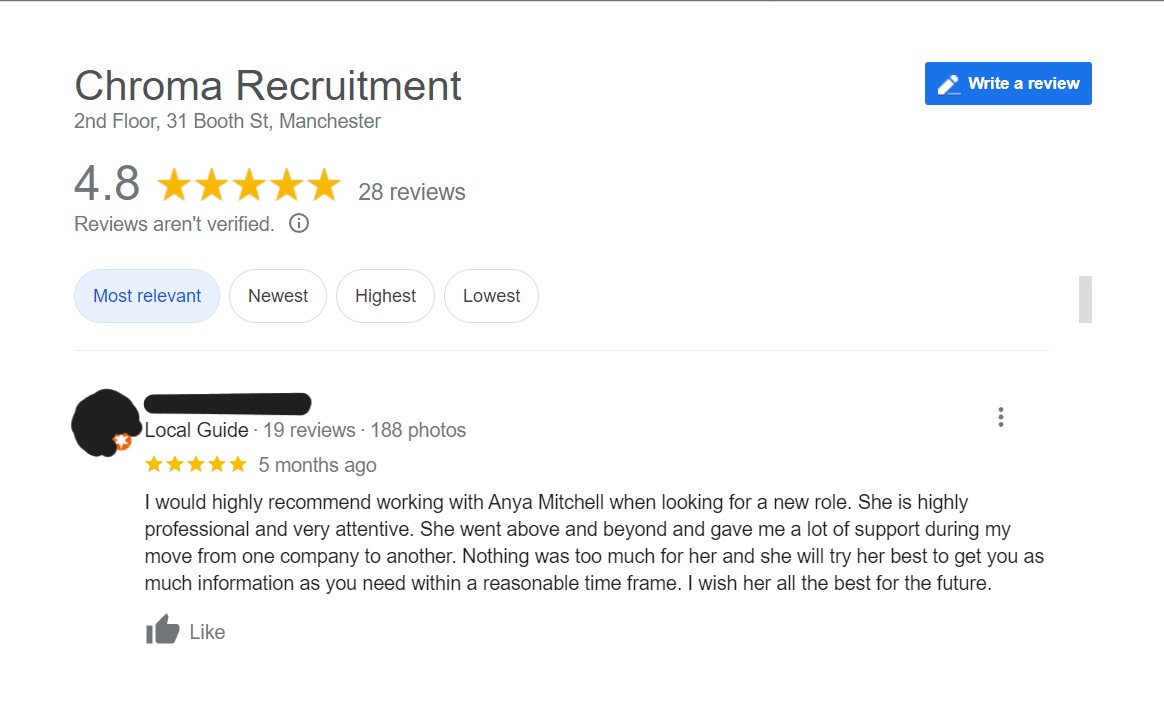 Chroma Recruitment
Write a review
2nd Floor, 31 Booth St, Manchester
4.8 28 reviews
Reviews aren't verified.
Most relevant Newest Highest Lowest
Local Guide · 19 reviews · 188 photos
5 months ago
I would highly recommend working with Anya Mitchell when looking for a new role. She is highly
professional and very attentive. She went above and beyond and gave me a lot of support during my
move from one company to another. Nothing was too much for her and she will try her best to get you as
much information as you need within a reasonable time frame. I wish her all the best for the future.
Like